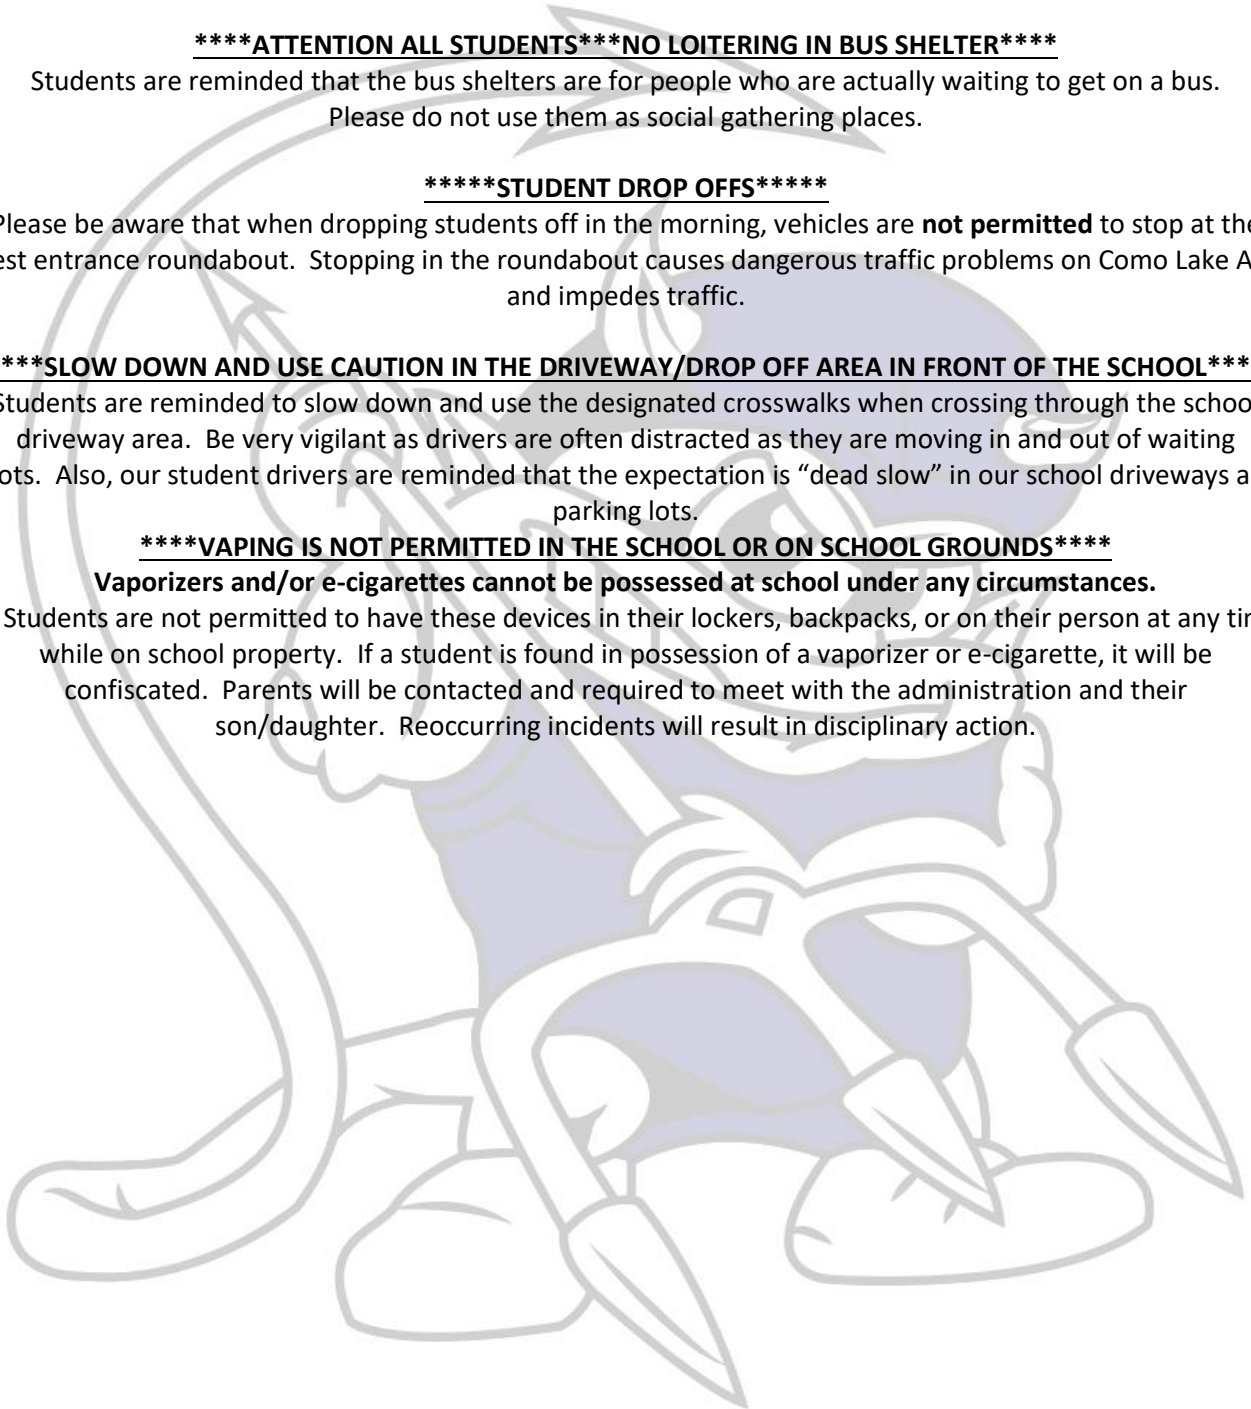 ****ATTENTION ALL STUDENTS***NO LOITERING IN BUS SHELTER****
Students are reminded that the bus shelters are for people who are actually waiting to get on a bus.
Please do not use them as social gathering places.
*****STUDENT DROP OFFS*****
Please be aware that when dropping students off in the morning, vehicles are not permitted to stop at the
entrance roundabout.  Stopping in the roundabout causes dangerous traffic problems on Como Lake
and impedes traffic.
***SLOW DOWN AND USE CAUTION IN THE DRIVEWAY/DROP OFF AREA IN FRONT OF THE SCHOOL***
Students are reminded to slow down and use the designated crosswalks when crossing through the
driveway area.  Be very vigilant as drivers are often distracted as they are moving in and out of waiting
Also, our student drivers are reminded that the expectation is “dead slow” in our school driveways
parking lots.
****VAPING IS NOT PERMITTED IN THE SCHOOL OR ON SCHOOL GROUNDS****
Vaporizers and/or e-cigarettes cannot be possessed at school under any circumstances.
Students are not permitted to have these devices in their lockers, backpacks, or on their person at any
while on school property.  If a student is found in possession of a vaporizer or e-cigarette, it will be
confiscated.  Parents will be contacted and required to meet with the administration and their
son/daughter.  Reoccurring incidents will result in disciplinary action.